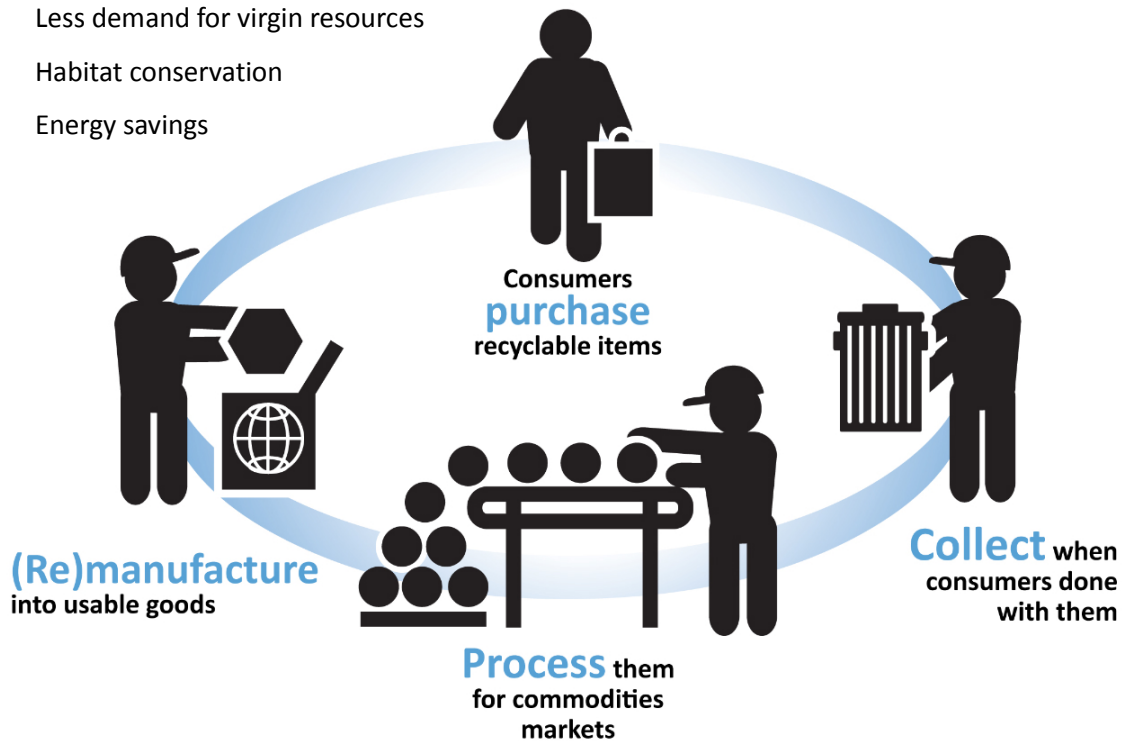 Less demand for virgin resources
Habitat conservation
Energy savings
Consumers
purchase
recyclable items
Collect when
consumers done
with them
Process them
for commodities
markets
(Re)manufacture
into usable goods